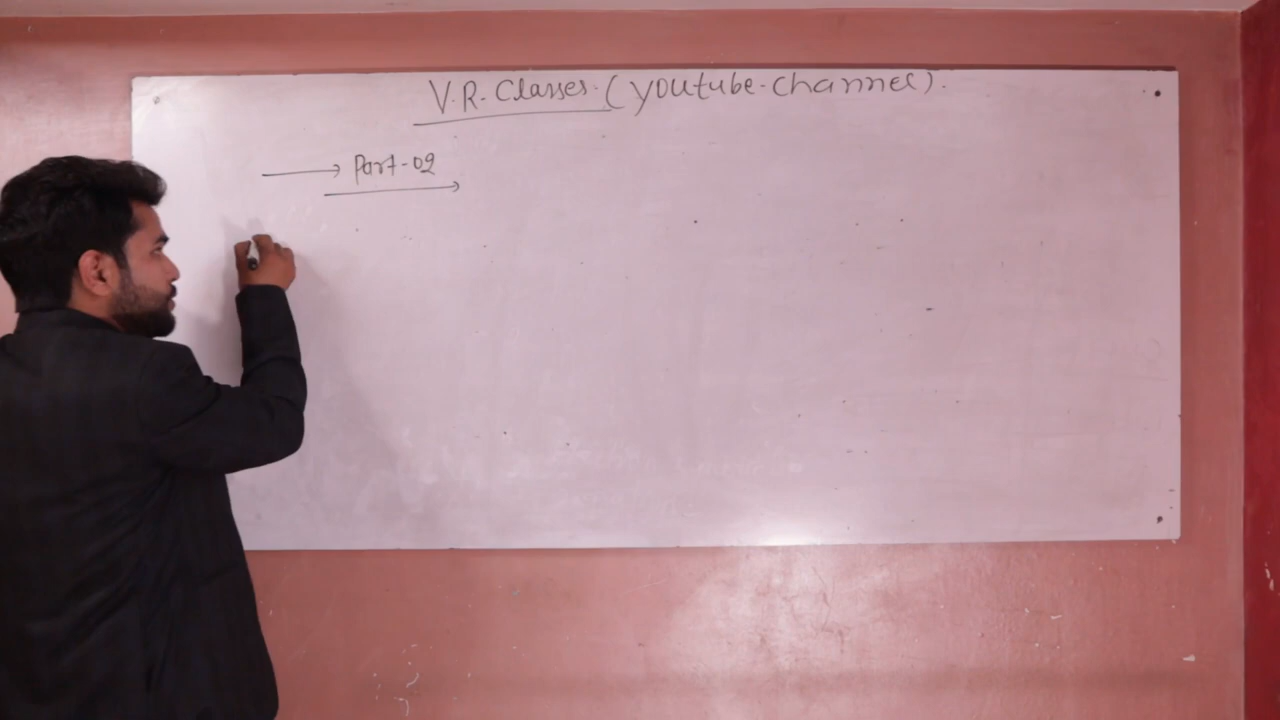 V.R. Classes. (youtube-channel).
→ Part-02